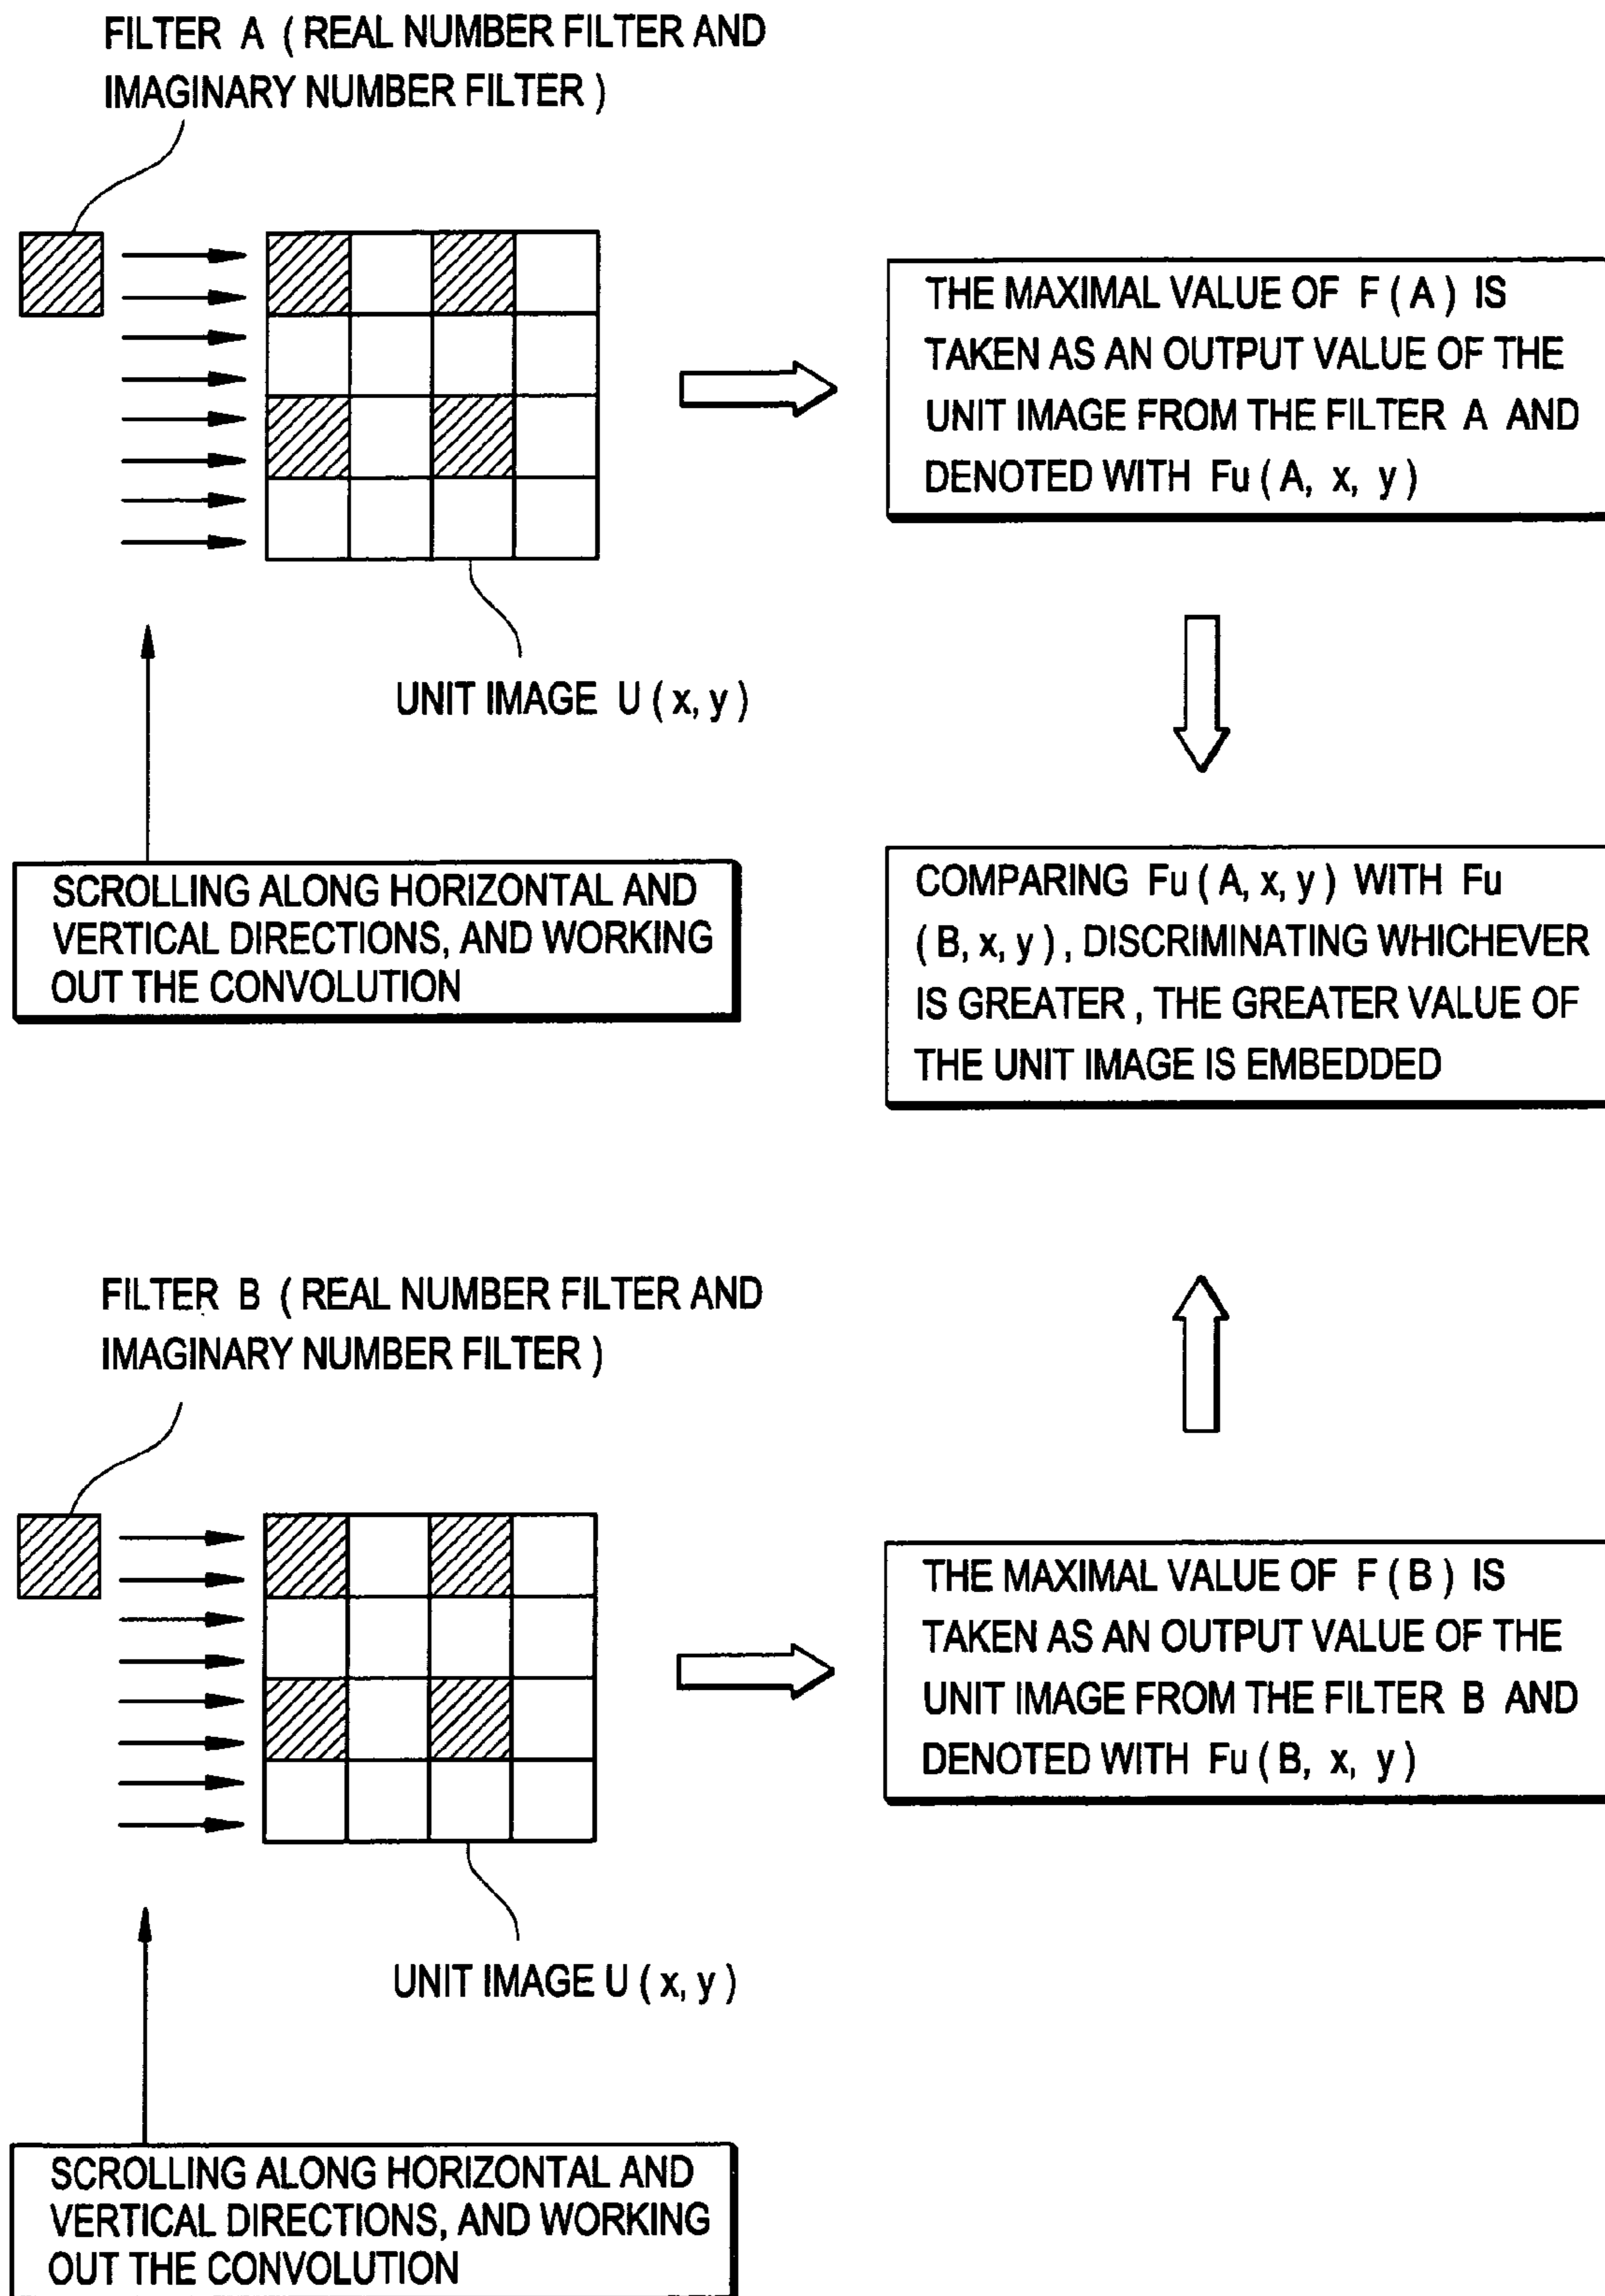 FILTER A ( REAL NUMBER FILTER AND
IMAGINARY NUMBER FILTER )
THE MAXIMAL VALUE OF F ( A ) IS
TAKEN AS AN OUTPUT VALUE OF THE
UNIT IMAGE FROM THE FILTER A AND
DENOTED WITH Fu ( A, x, y )
UNIT IMAGE U ( x, y )
SCROLLING ALONG HORIZONTAL AND
VERTICAL DIRECTIONS, AND WORKING
OUT THE CONVOLUTION
COMPARING Fu ( A, x, y ) WITH Fu
( B, x, y ) , DISCRIMINATING WHICHEVER
IS GREATER , THE GREATER VALUE OF
THE UNIT IMAGE IS EMBEDDED
FILTER B ( REAL NUMBER FILTER AND
IMAGINARY NUMBER FILTER )
THE MAXIMAL VALUE OF F ( B ) IS
TAKEN AS AN OUTPUT VALUE OF THE
UNIT IMAGE FROM THE FILTER B AND
DENOTED WITH Fu ( B, x, y )
UNIT IMAGE U ( x, y )
SCROLLING ALONG HORIZONTAL AND
VERTICAL DIRECTIONS, AND WORKING
OUT THE CONVOLUTION